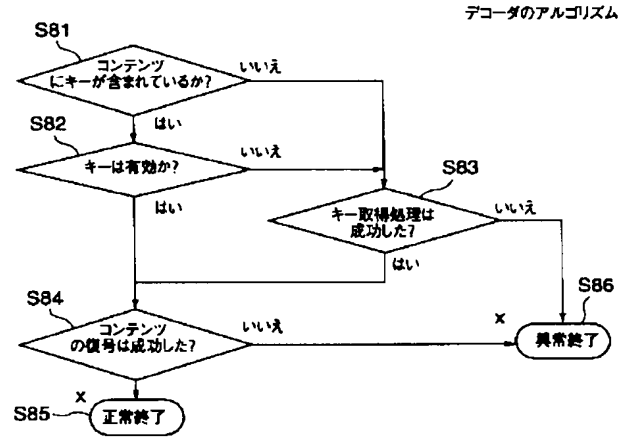 デコーダのアルゴリズム
S81
コンテンツ
にキーが含まれているか?
いいえ
はい
S82
キーは有効か?
いいえ
はい
S83
キー取得処理は
成功した?
いいえ
はい
S84
コンテンツ
の復号は成功した?
いいえ
S86
×
異常終了
×
S85
正常終了